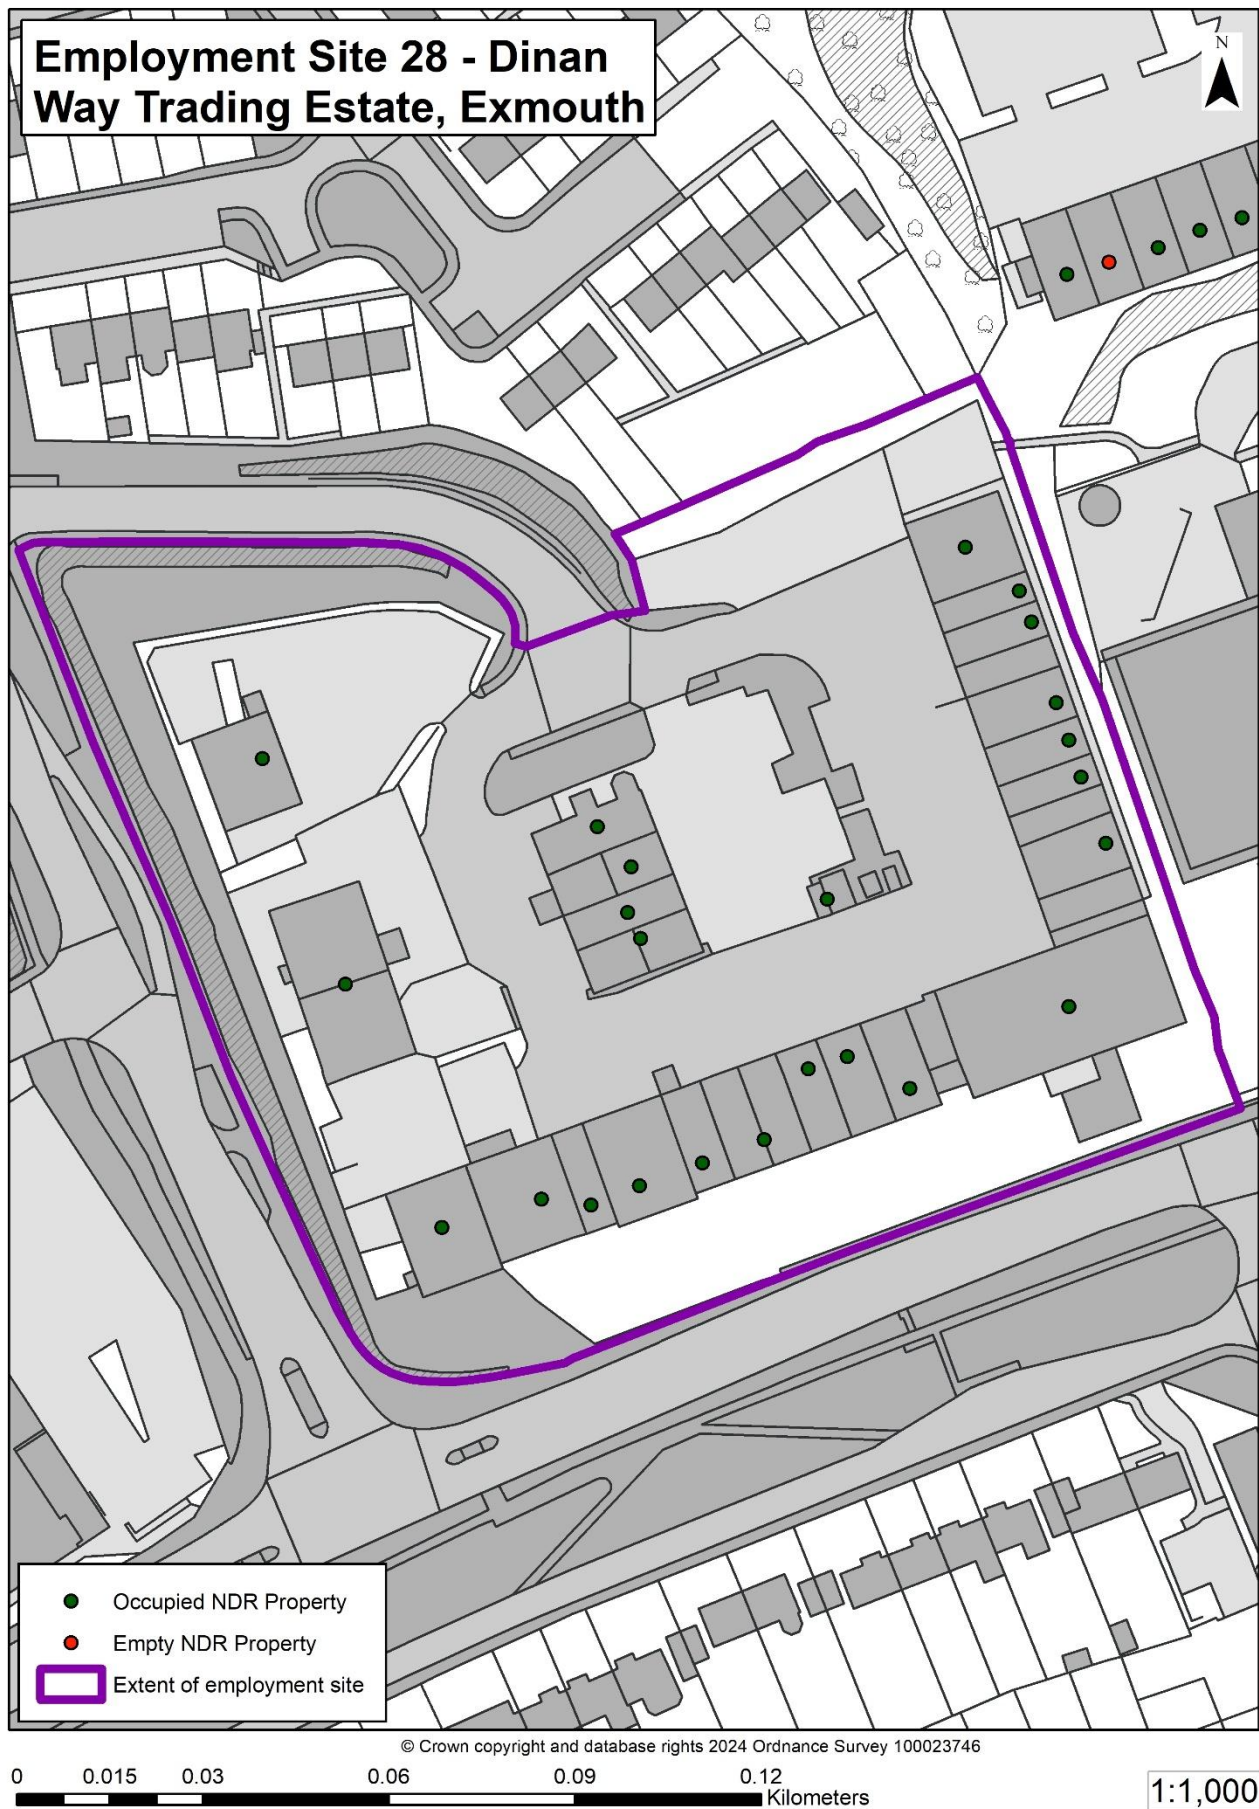 Employment Site 28 - Dinan
Way Trading Estate, Exmouth
N
Occupied NDR Property
Empty NDR Property
Extent of employment site
© Crown copyright and database rights 2024 Ordnance Survey 100023746
0 0.015 0.03 0.06 0.09 0.12
Kilometers
1:1,000